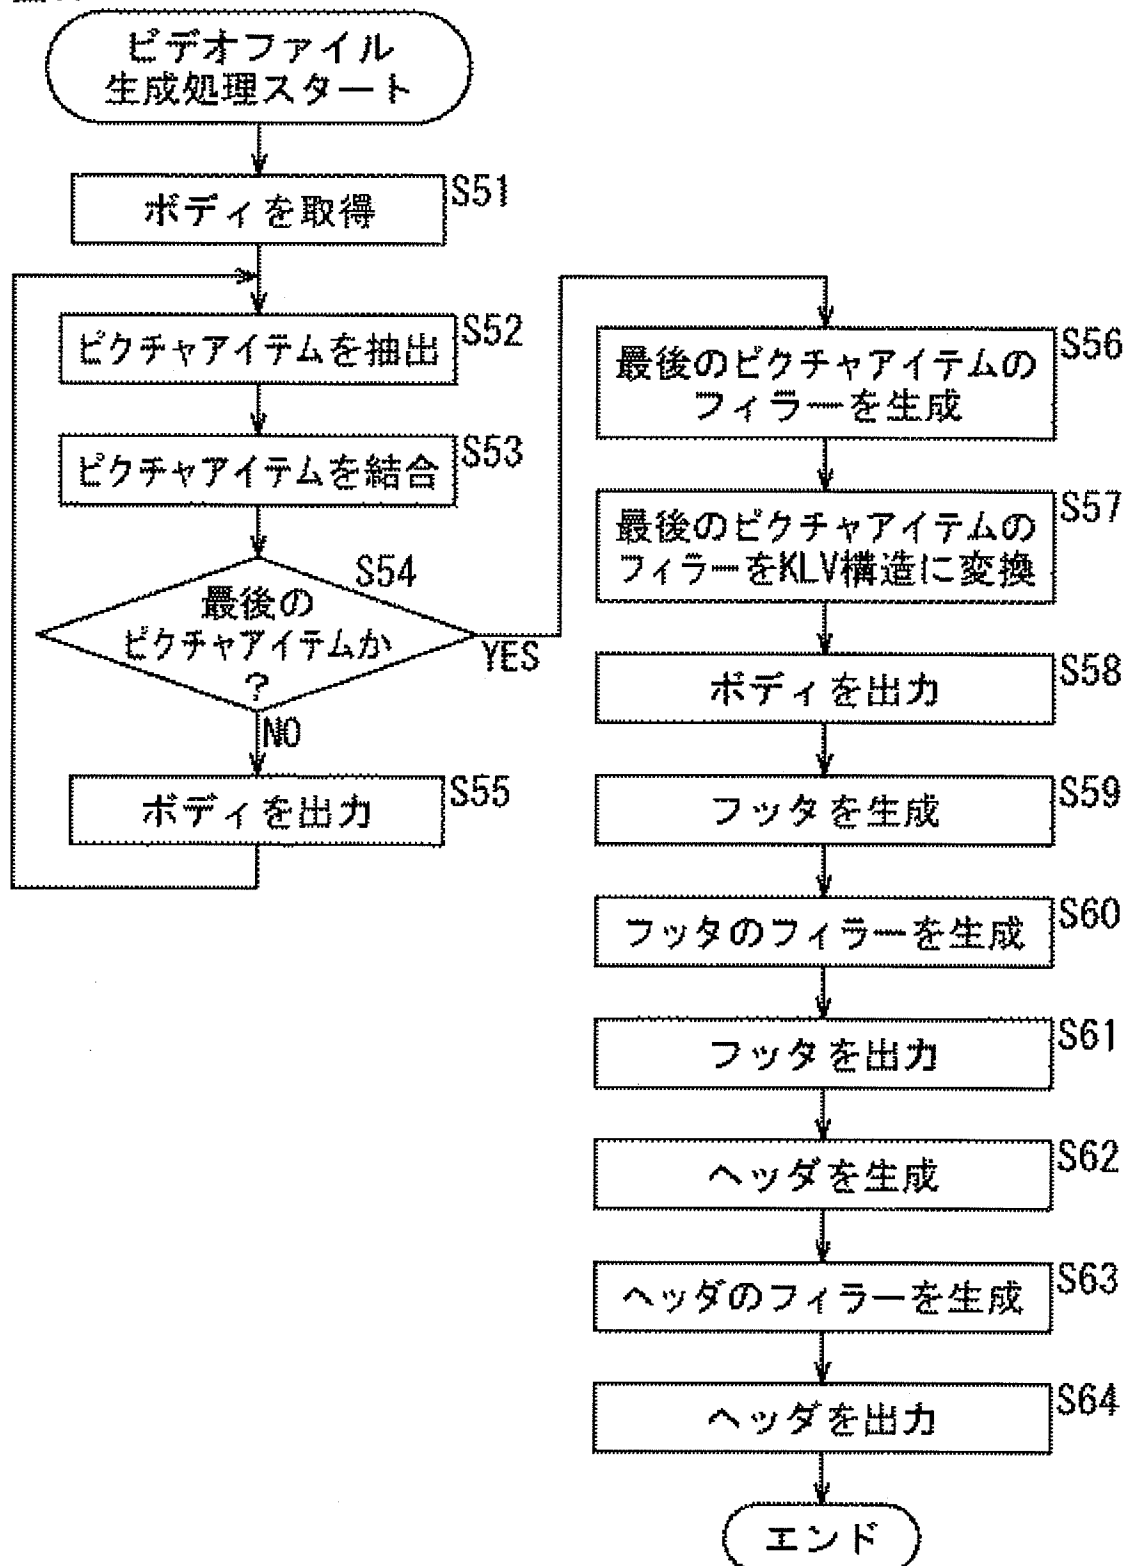 ビデオファイル
生成処理スタート
ボディを取得
S51
ピクチャアイテムを抽出
S52
ピクチャアイテムを結合
S53
S54
最後の
ピクチャアイテムか
?
YES
NO
ボディを出力
S55
最後のピクチャアイテムの
フィラーを生成
S56
最後のピクチャアイテムの
フィラーをKLV構造に変換
S57
ボディを出力
S58
フッタを生成
S59
フッタのフィラーを生成
S60
フッタを出力
S61
ヘッダを生成
S62
ヘッダのフィラーを生成
S63
ヘッダを出力
S64
エンド